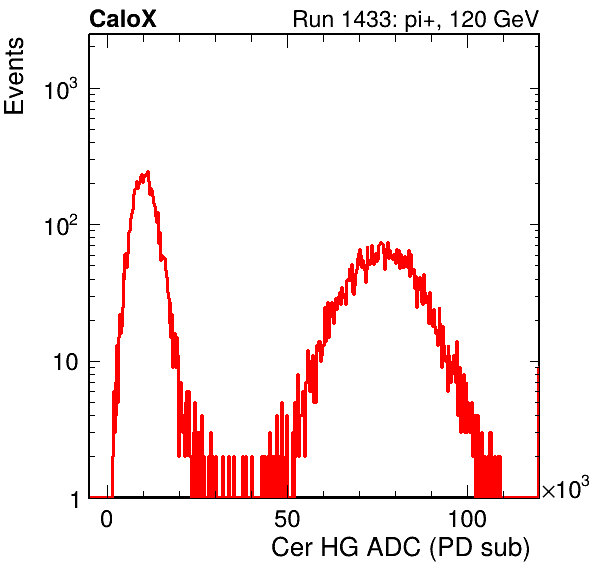 CaloX Run 1433: pi+, 120 GeV
Events
10³
10²
10
1
0 50 100 ×10³
Cer HG ADC (PD sub)